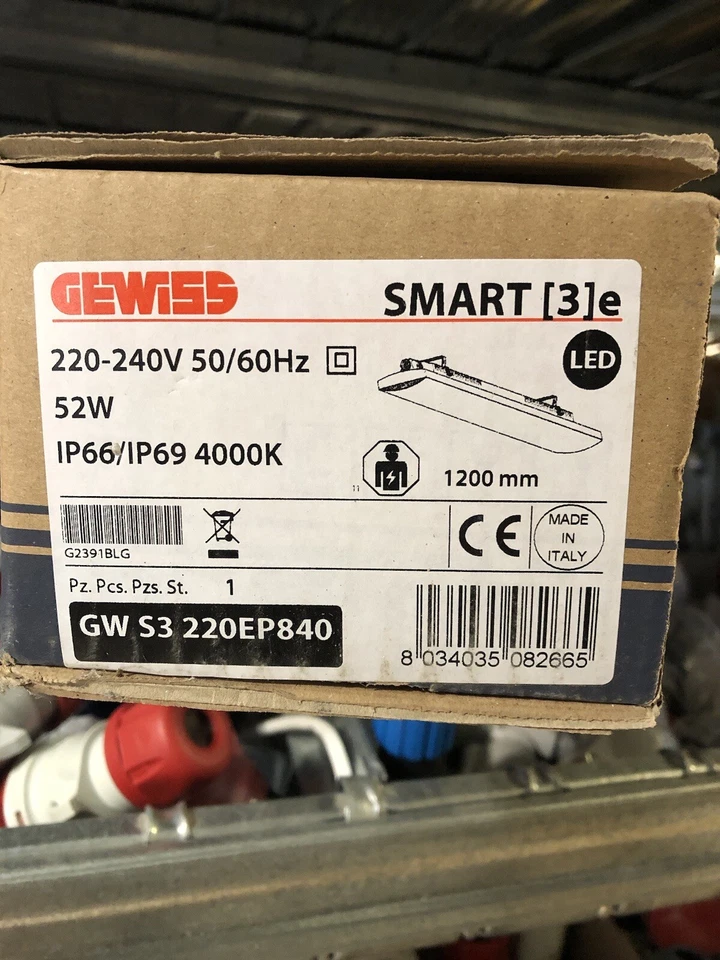 GEWiSS
SMART [3]e
220-240V 50/60Hz
LED
52W
IP66/IP69 4000K
11
1200 mm
G2391BLG
CE
MADE
IN
ITALY
Pz. Pcs. Pzs. St. 1
GW S3 220EP840
8 034035 082665